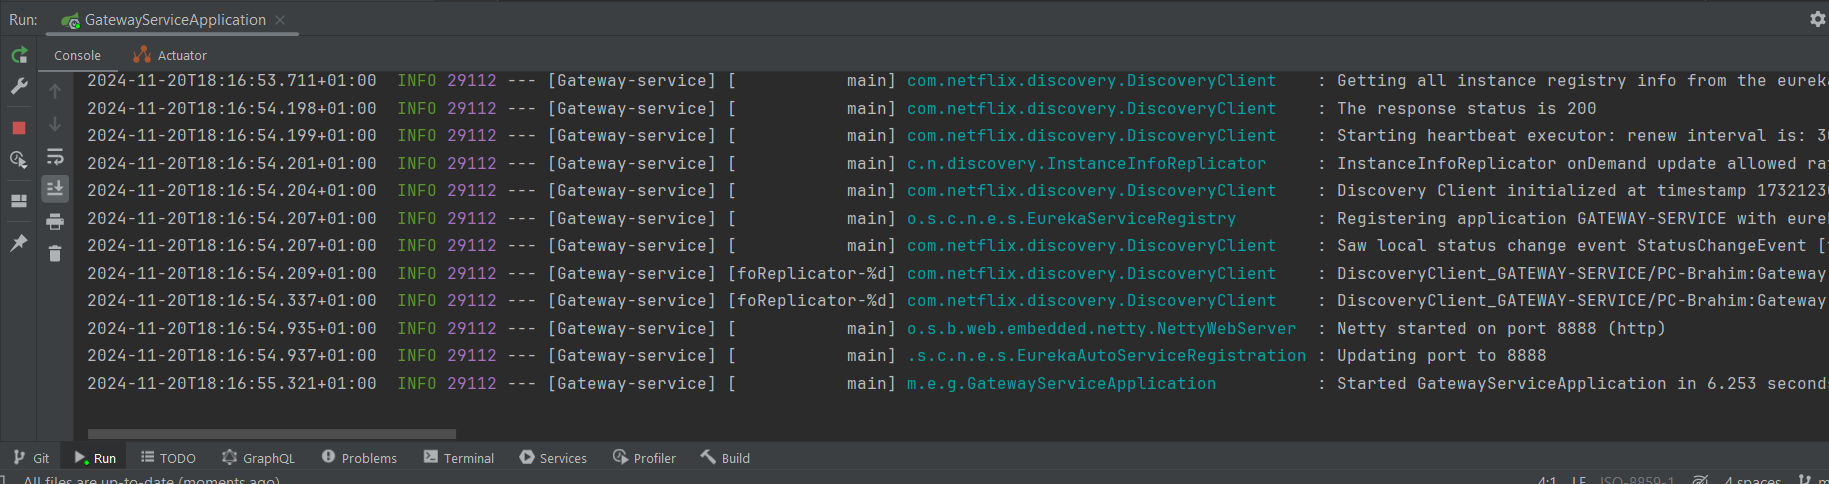 Run: GatewayServiceApplication
Console Actuator
2024-11-20T18:16:53.711+01:00 INFO 29112 --- [Gateway-service] [ main] com.netflix.discovery.DiscoveryClient : Getting all instance registry info from the eureka
2024-11-20T18:16:54.198+01:00 INFO 29112 --- [Gateway-service] [ main] com.netflix.discovery.DiscoveryClient : The response status is 200
2024-11-20T18:16:54.199+01:00 INFO 29112 --- [Gateway-service] [ main] com.netflix.discovery.DiscoveryClient : Starting heartbeat executor: renew interval is: 30
2024-11-20T18:16:54.201+01:00 INFO 29112 --- [Gateway-service] [ main] c.n.discovery.InstanceInfoReplicator : InstanceInfoReplicator onDemand update allowed rat
2024-11-20T18:16:54.204+01:00 INFO 29112 --- [Gateway-service] [ main] com.netflix.discovery.DiscoveryClient : Discovery Client initialized at timestamp 17321230
2024-11-20T18:16:54.207+01:00 INFO 29112 --- [Gateway-service] [ main] o.s.c.n.e.s.EurekaServiceRegistry : Registering application GATEWAY-SERVICE with eure
2024-11-20T18:16:54.207+01:00 INFO 29112 --- [Gateway-service] [ main] com.netflix.discovery.DiscoveryClient : Saw local status change event StatusChangeEvent [
2024-11-20T18:16:54.209+01:00 INFO 29112 --- [Gateway-service] [foReplicator-%d] com.netflix.discovery.DiscoveryClient : DiscoveryClient_GATEWAY-SERVICE/PC-Brahim:Gateway
2024-11-20T18:16:54.337+01:00 INFO 29112 --- [Gateway-service] [foReplicator-%d] com.netflix.discovery.DiscoveryClient : DiscoveryClient_GATEWAY-SERVICE/PC-Brahim:Gateway
2024-11-20T18:16:54.935+01:00 INFO 29112 --- [Gateway-service] [ main] o.s.b.web.embedded.netty.NettyWebServer : Netty started on port 8888 (http)
2024-11-20T18:16:54.937+01:00 INFO 29112 --- [Gateway-service] [ main] .s.c.n.e.s.EurekaAutoServiceRegistration : Updating port to 8888
2024-11-20T18:16:55.321+01:00 INFO 29112 --- [Gateway-service] [ main] m.e.g.GatewayServiceApplication : Started GatewayServiceApplication in 6.253 seconds
Git Run TODO GraphQL Problems Terminal Services Profiler Build
All files are up-to-date (moments ago) 4:1 LF ISO-8859-1 4 spaces